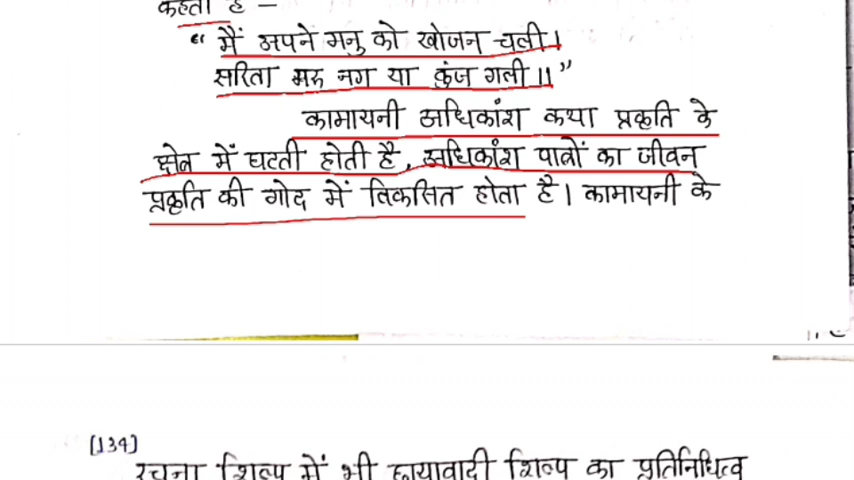 कहता है –
“ मैं अपने मनु को खोजन चली।
सरिता मरु नग या कुंज गली॥”
कामायनी अधिकांश कथा प्रकृति के
क्षेत्र में घटती होती है, अधिकांश पात्रों का जीवन
प्रकृति की गोद में विकसित होता है। कामायनी के
[134]
रचना शिल्प में भी छायावादी शिल्प का प्रतिनिधित्व